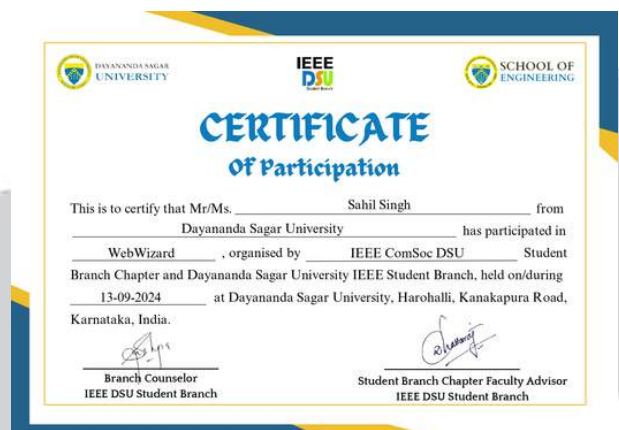 DAYANANDA SAGAR
UNIVERSITY
IEEE
DSU
Student Branch
SCHOOL OF
ENGINEERING
CERTIFICATE
Of Participation
This is to certify that Mr/Ms. Sahil Singh from
Dayananda Sagar University has participated in
WebWizard , organised by IEEE ComSoc DSU Student
Branch Chapter and Dayananda Sagar University IEEE Student Branch, held on/during
13-09-2024 at Dayananda Sagar University, Harohalli, Kanakapura Road,
Karnataka, India.
Branch Counselor
IEEE DSU Student Branch
Student Branch Chapter Faculty Advisor
IEEE DSU Student Branch